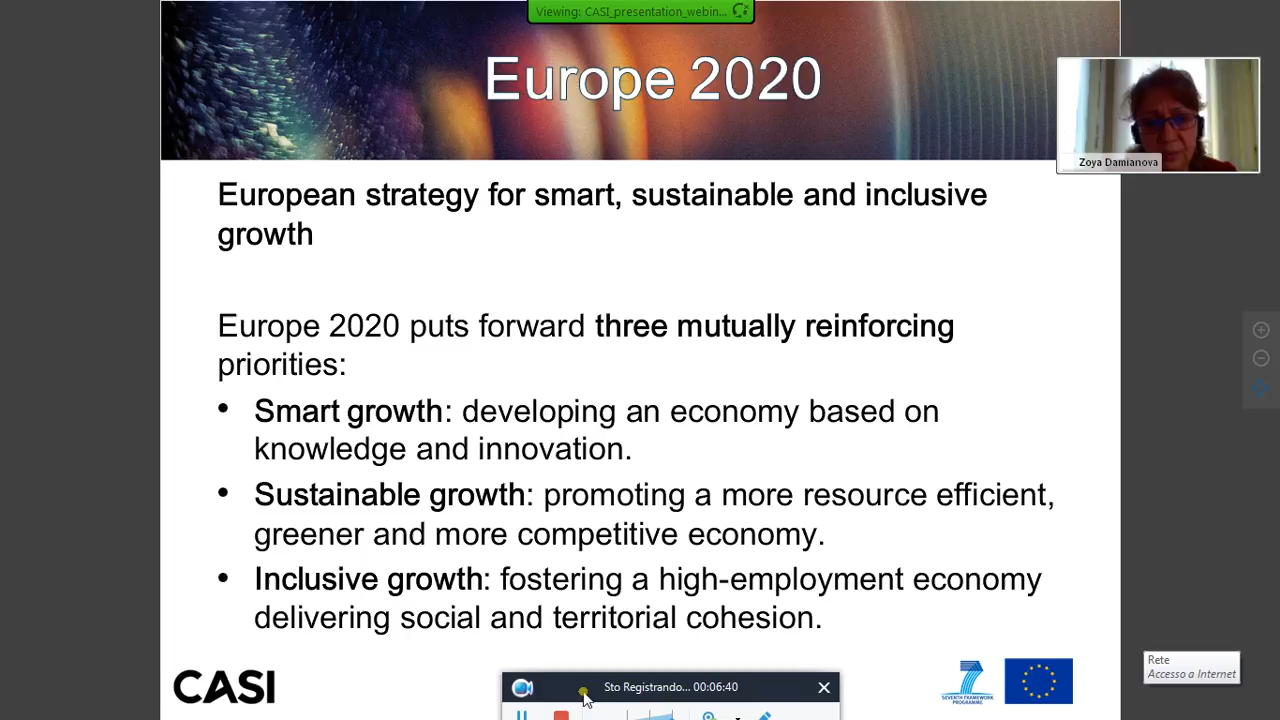 Viewing: CASI_presentation_webin...
Europe 2020
Zoya Damianova
European strategy for smart, sustainable and inclusive
growth
Europe 2020 puts forward three mutually reinforcing
priorities:
• Smart growth: developing an economy based on
knowledge and innovation.
• Sustainable growth: promoting a more resource efficient,
greener and more competitive economy.
• Inclusive growth: fostering a high-employment economy
delivering social and territorial cohesion.
CASI
SEVENTH FRAMEWORK
PROGRAMME
Rete
Accesso a Internet
Sto Registrando... 00:06:40